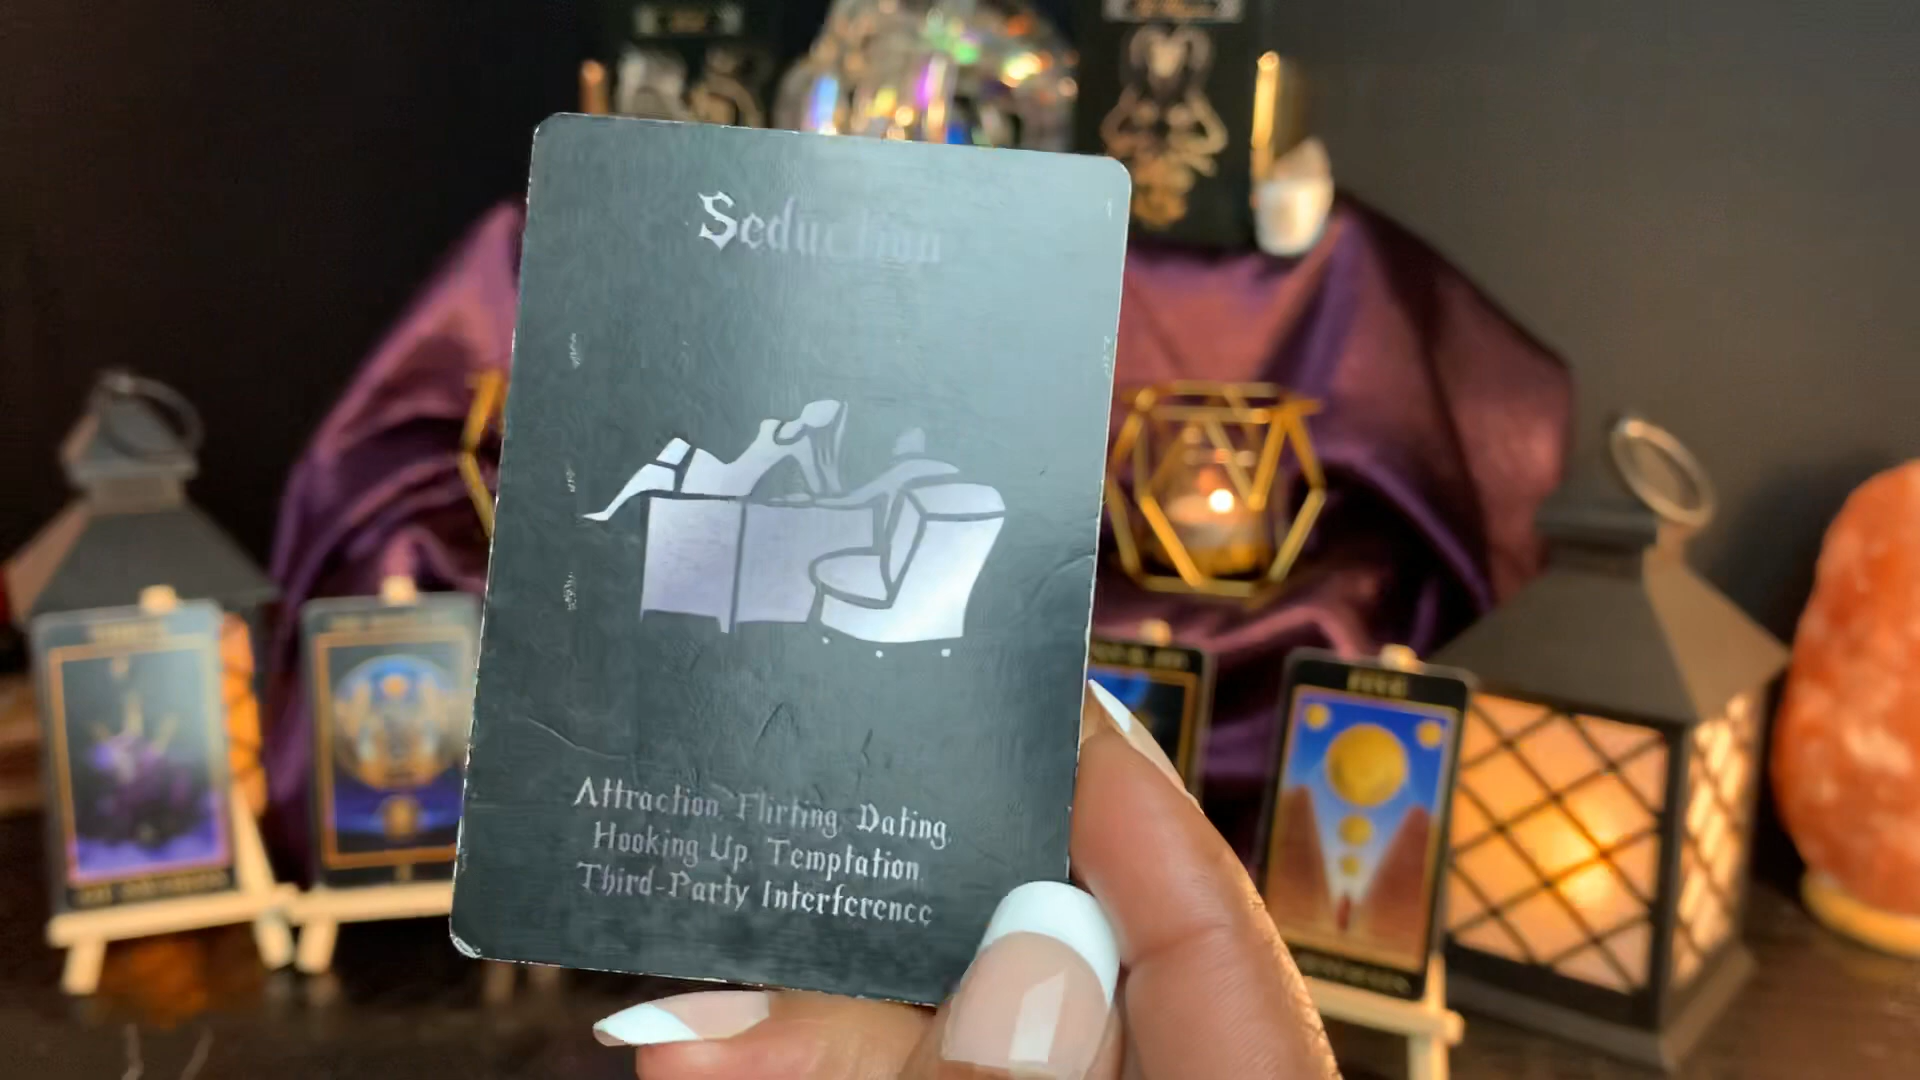 Seduction
Attraction, Flirting, Dating,
Hooking Up, Temptation,
Third-Party Interference